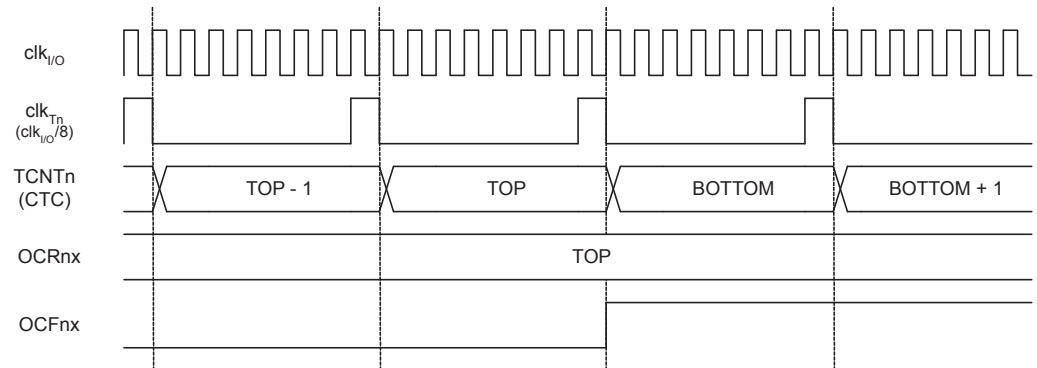 clkI/O
clkTn
(clkI/O/8)
TCNTn
(CTC)
TOP - 1
TOP
BOTTOM
BOTTOM + 1
OCRnx
TOP
OCFnx